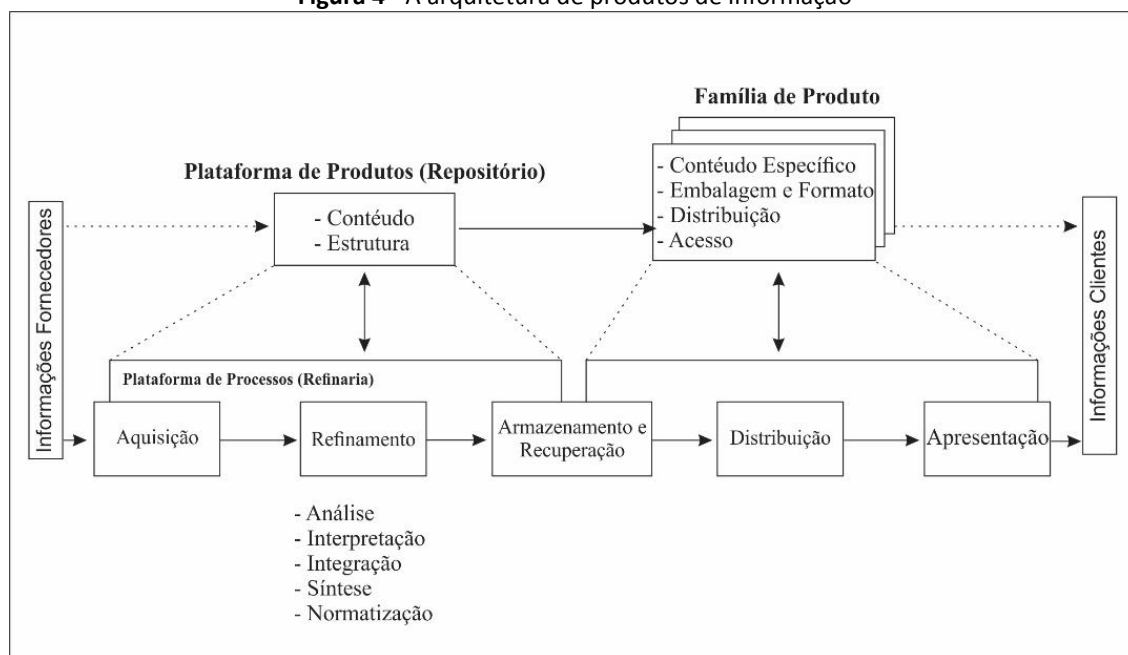 Figura 4 - A arquitetura de produtos de informação
Família de Produto
Plataforma de Produtos (Repositório)
- Contéudo Específico
- Embalagem e Formato
- Distribuição
- Acesso
- Contéudo
- Estrutura
Informações Fornecedores
Informações Clientes
Plataforma de Processos (Refinaria)
Aquisição
Refinamento
Armazenamento e
Recuperação
Distribuição
Apresentação
- Análise
- Interpretação
- Integração
- Síntese
- Normatização